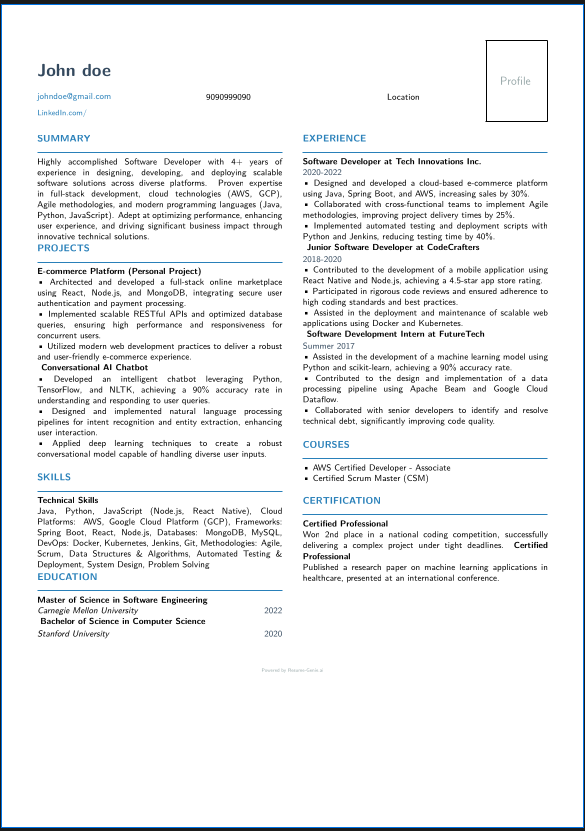 John doe
Profile
johndoe@gmail.com 9090999090 Location
LinkedIn.com/
SUMMARY
Highly accomplished Software Developer with 4+ years of
experience in designing, developing, and deploying scalable
software solutions across diverse platforms. Proven expertise
in full-stack development, cloud technologies (AWS, GCP),
Agile methodologies, and modern programming languages (Java,
Python, JavaScript). Adept at optimizing performance, enhancing
user experience, and driving significant business impact through
innovative technical solutions.
PROJECTS
E-commerce Platform (Personal Project)
▪ Architected and developed a full-stack online marketplace
using React, Node.js, and MongoDB, integrating secure user
authentication and payment processing.
▪ Implemented scalable RESTful APIs and optimized database
queries, ensuring high performance and responsiveness for
concurrent users.
▪ Utilized modern web development practices to deliver a robust
and user-friendly e-commerce experience.
Conversational AI Chatbot
▪ Developed an intelligent chatbot leveraging Python,
TensorFlow, and NLTK, achieving a 90% accuracy rate in
understanding and responding to user queries.
▪ Designed and implemented natural language processing
pipelines for intent recognition and entity extraction, enhancing
user interaction.
▪ Applied deep learning techniques to create a robust
conversational model capable of handling diverse user inputs.
SKILLS
Technical Skills
Java, Python, JavaScript (Node.js, React Native), Cloud
Platforms: AWS, Google Cloud Platform (GCP), Frameworks:
Spring Boot, React, Node.js, Databases: MongoDB, MySQL,
DevOps: Docker, Kubernetes, Jenkins, Git, Methodologies: Agile,
Scrum, Data Structures & Algorithms, Automated Testing &
Deployment, System Design, Problem Solving
EDUCATION
Master of Science in Software Engineering
Carnegie Mellon University 2022
Bachelor of Science in Computer Science
Stanford University 2020
EXPERIENCE
Software Developer at Tech Innovations Inc.
2020-2022
▪ Designed and developed a cloud-based e-commerce platform
using Java, Spring Boot, and AWS, increasing sales by 30%.
▪ Collaborated with cross-functional teams to implement Agile
methodologies, improving project delivery times by 25%.
▪ Implemented automated testing and deployment scripts with
Python and Jenkins, reducing testing time by 40%.
Junior Software Developer at CodeCrafters
2018-2020
▪ Contributed to the development of a mobile application using
React Native and Node.js, achieving a 4.5-star app store rating.
▪ Participated in rigorous code reviews and ensured adherence to
high coding standards and best practices.
▪ Assisted in the deployment and maintenance of scalable web
applications using Docker and Kubernetes.
Software Development Intern at FutureTech
Summer 2017
▪ Assisted in the development of a machine learning model using
Python and scikit-learn, achieving a 90% accuracy rate.
▪ Contributed to the design and implementation of a data
processing pipeline using Apache Beam and Google Cloud
Dataflow.
▪ Collaborated with senior developers to identify and resolve
technical debt, significantly improving code quality.
COURSES
▪ AWS Certified Developer - Associate
▪ Certified Scrum Master (CSM)
CERTIFICATION
Certified Professional
Won 2nd place in a national coding competition, successfully
delivering a complex project under tight deadlines. Certified
Professional
Published a research paper on machine learning applications in
healthcare, presented at an international conference.
Powered by Resume-Genie.ai